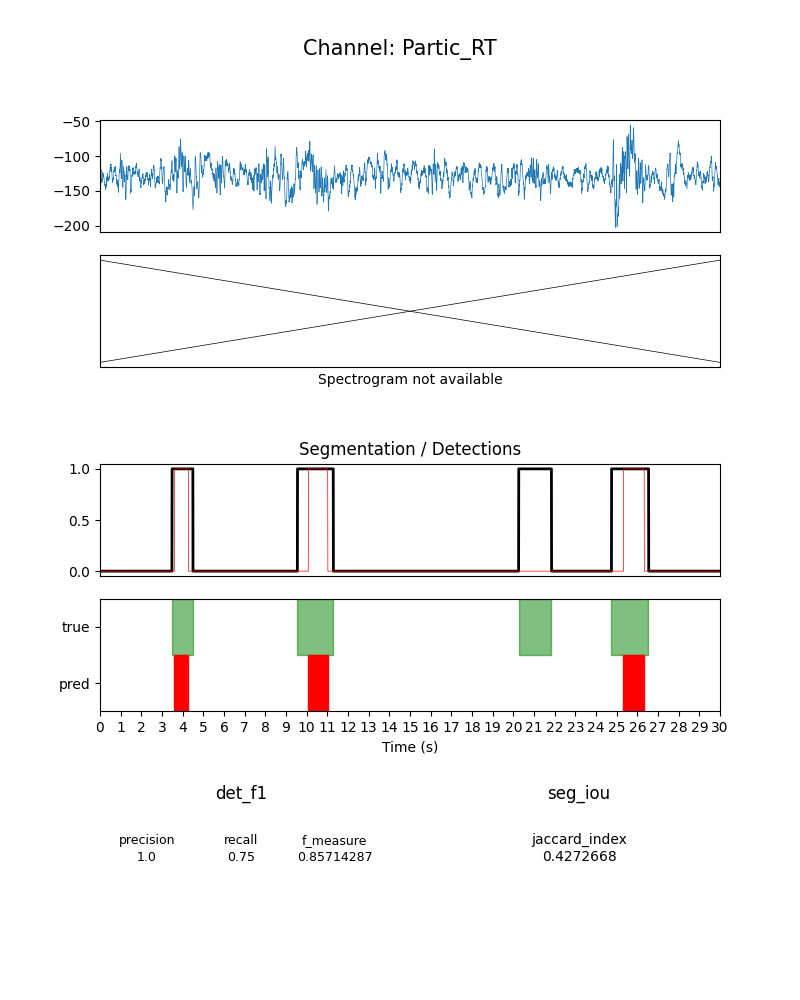 Channel: Partic_RT
−50
−100
−150
−200
Spectrogram not available
Segmentation / Detections
1.0
0.5
0.0
true
pred
0 1 2 3 4 5 6 7 8 9 10 11 12 13 14 15 16 17 18 19 20 21 22 23 24 25 26 27 28 29 30
Time (s)
det_f1 seg_iou
precision recall f_measure jaccard_index
1.0 0.75 0.85714287 0.4272668